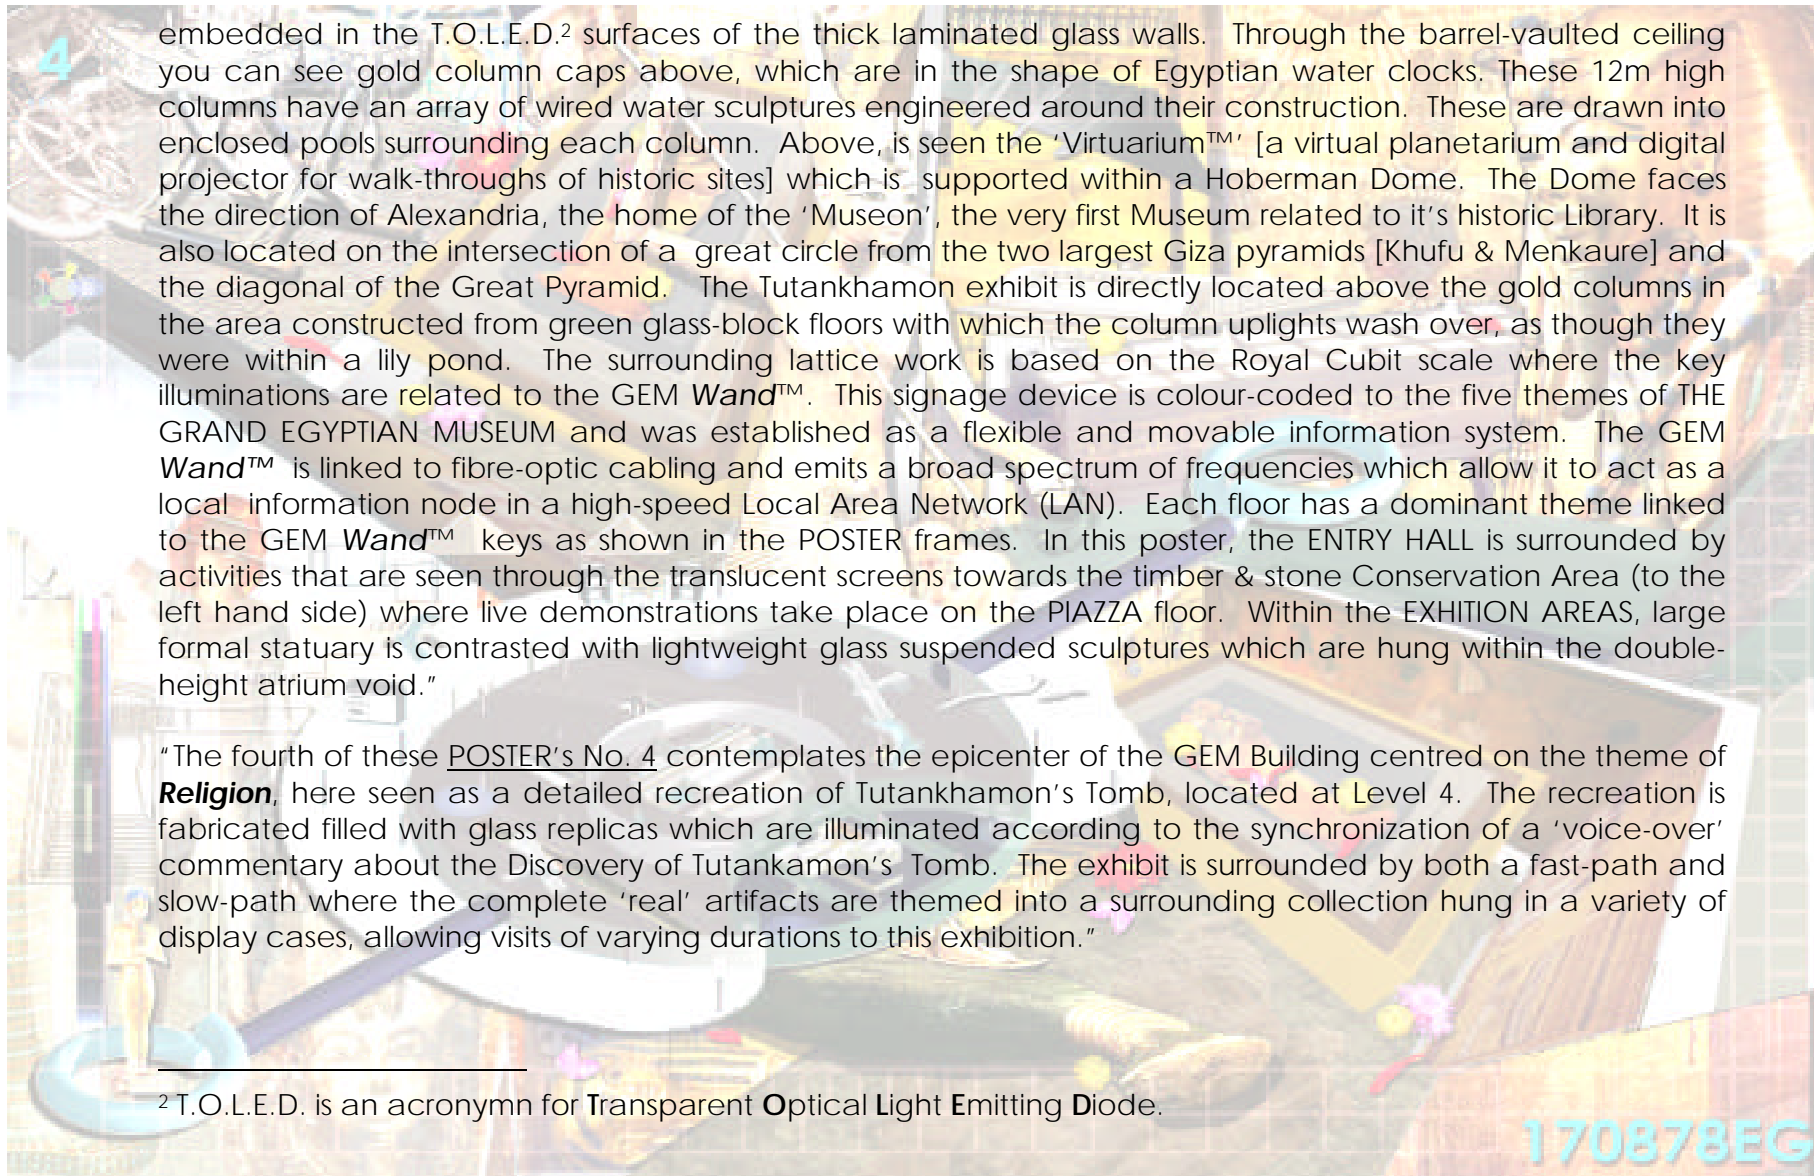 4
embedded in the T.O.L.E.D.² surfaces of the thick laminated glass walls. Through the barrel-vaulted ceiling
you can see gold column caps above, which are in the shape of Egyptian water clocks. These 12m high
columns have an array of wired water sculptures engineered around their construction. These are drawn into
enclosed pools surrounding each column. Above, is seen the ‘Virtuarium™’ [a virtual planetarium and digital
projector for walk-throughs of historic sites] which is supported within a Hoberman Dome. The Dome faces
the direction of Alexandria, the home of the ‘Museon’, the very first Museum related to it’s historic Library. It is
also located on the intersection of a great circle from the two largest Giza pyramids [Khufu & Menkaure] and
the diagonal of the Great Pyramid. The Tutankhamon exhibit is directly located above the gold columns in
the area constructed from green glass-block floors with which the column uplights wash over, as though they
were within a lily pond. The surrounding lattice work is based on the Royal Cubit scale where the key
illuminations are related to the GEM Wand™. This signage device is colour-coded to the five themes of THE
GRAND EGYPTIAN MUSEUM and was established as a flexible and movable information system. The GEM
Wand™ is linked to fibre-optic cabling and emits a broad spectrum of frequencies which allow it to act as a
local information node in a high-speed Local Area Network (LAN). Each floor has a dominant theme linked
to the GEM Wand™ keys as shown in the POSTER frames. In this poster, the ENTRY HALL is surrounded by
activities that are seen through the translucent screens towards the timber & stone Conservation Area (to the
left hand side) where live demonstrations take place on the PIAZZA floor. Within the EXHITION AREAS, large
formal statuary is contrasted with lightweight glass suspended sculptures which are hung within the double-
height atrium void.”
“The fourth of these POSTER’s No. 4 contemplates the epicenter of the GEM Building centred on the theme of
Religion, here seen as a detailed recreation of Tutankhamon’s Tomb, located at Level 4. The recreation is
fabricated filled with glass replicas which are illuminated according to the synchronization of a ‘voice-over’
commentary about the Discovery of Tutankamon’s Tomb. The exhibit is surrounded by both a fast-path and
slow-path where the complete ‘real’ artifacts are themed into a surrounding collection hung in a variety of
display cases, allowing visits of varying durations to this exhibition.”
² T.O.L.E.D. is an acronymn for Transparent Optical Light Emitting Diode.
170878EG